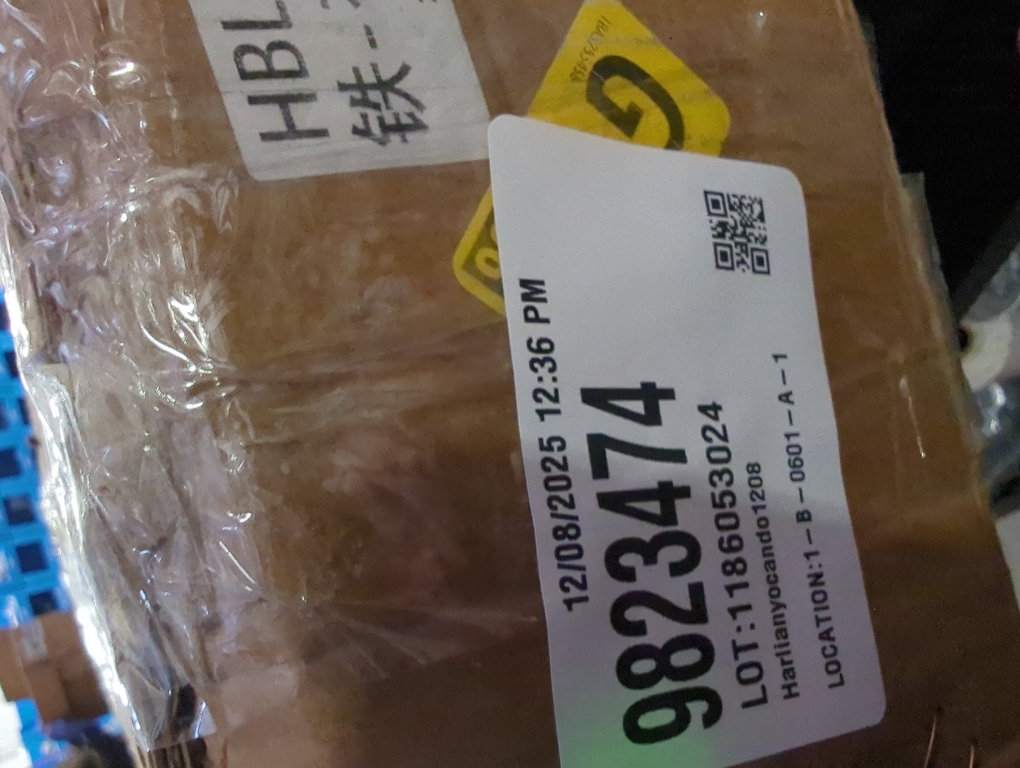 HBL
铁-
12/08/2025 12:36 PM
9823474
LOT:1186053024
Harlianyocando1208
LOCATION:1-B-0601-A-1